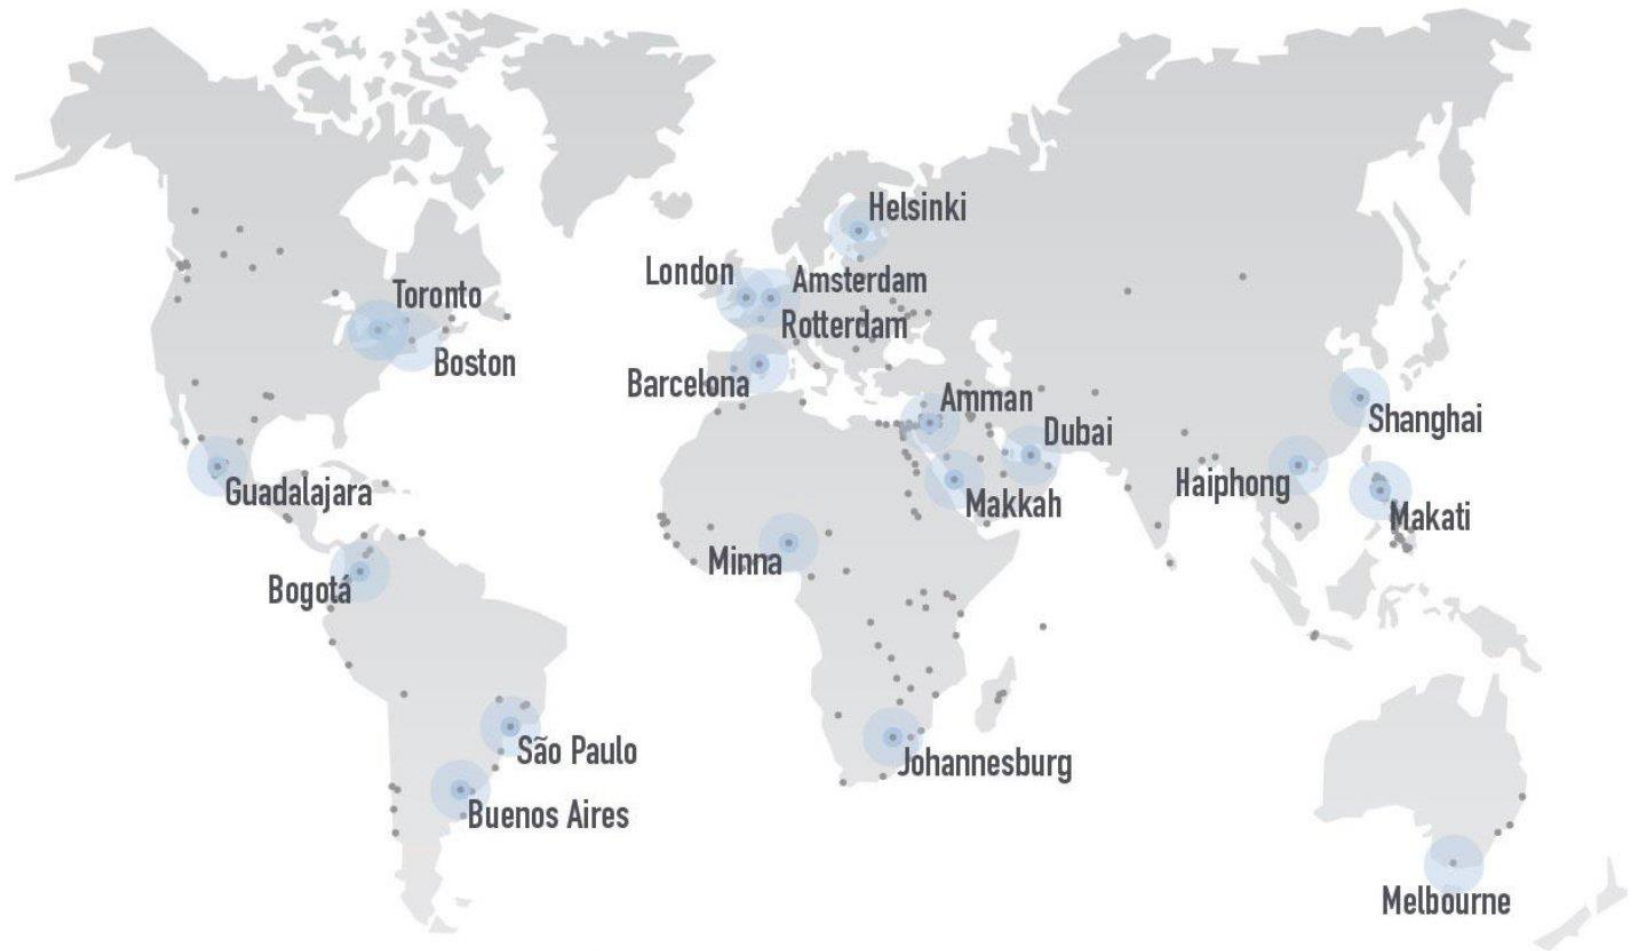 Helsinki
London
Amsterdam
Toronto
Rotterdam
Boston
Barcelona
Amman
Shanghai
Dubai
Haiphong
Guadalajara
Makkah
Makati
Minna
Bogotá
São Paulo
Johannesburg
Buenos Aires
Melbourne